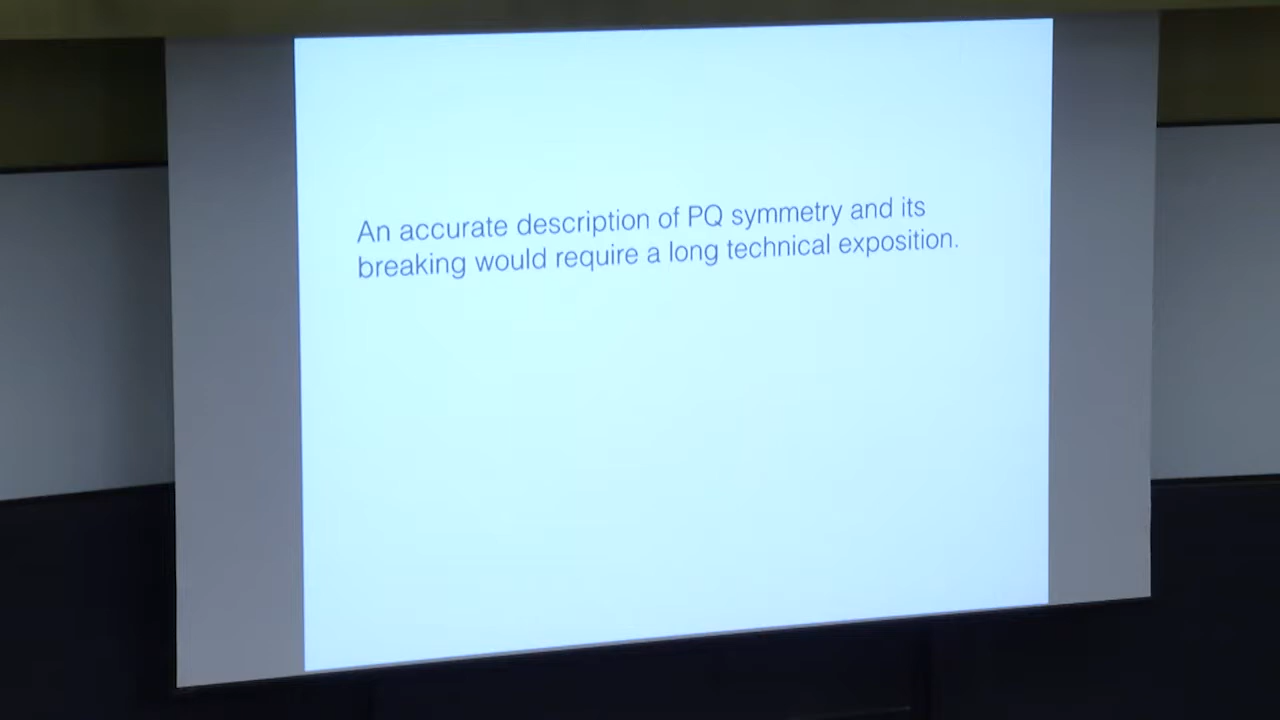 An accurate description of PQ symmetry and its
breaking would require a long technical exposition.